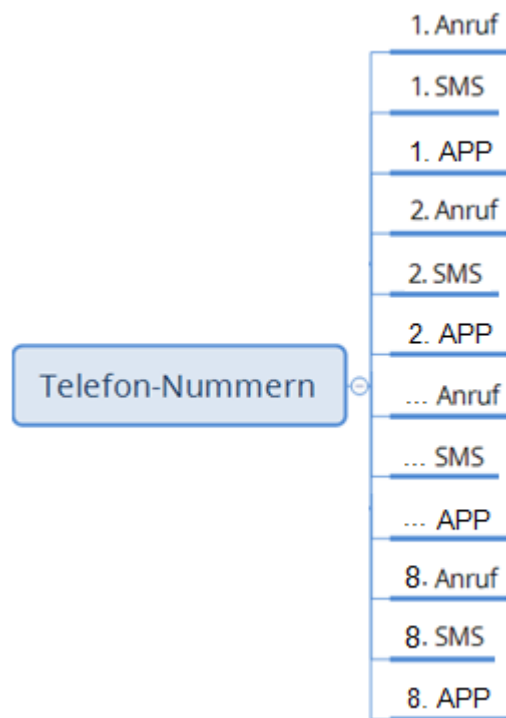 1. Anruf
1. SMS
1. APP
2. Anruf
2. SMS
2. APP
Telefon-Nummern
... Anruf
... SMS
... APP
8. Anruf
8. SMS
8. APP